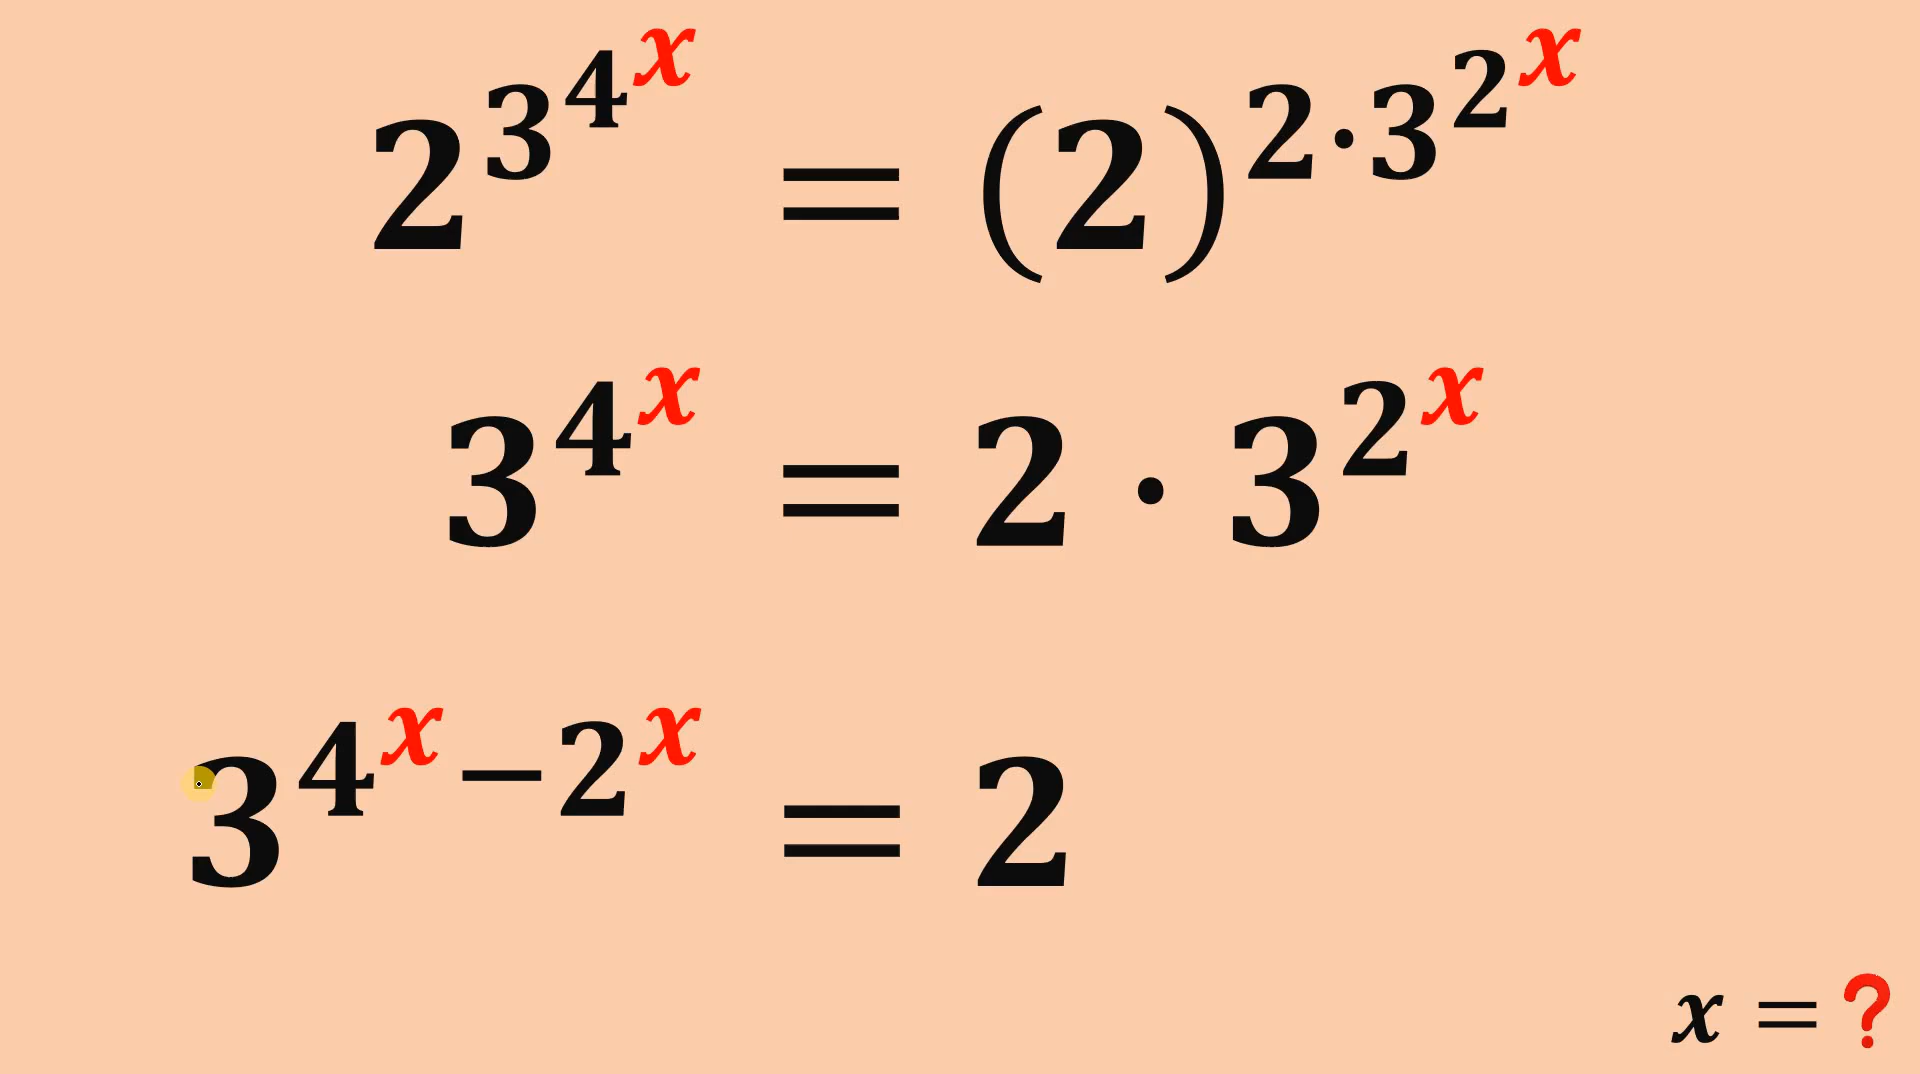 2^{3^{4^x}} = (2)^{2·3^{2^x}}
3^{4^x} = 2 · 3^{2^x}
3^{4^x−2^x} = 2
x = ?